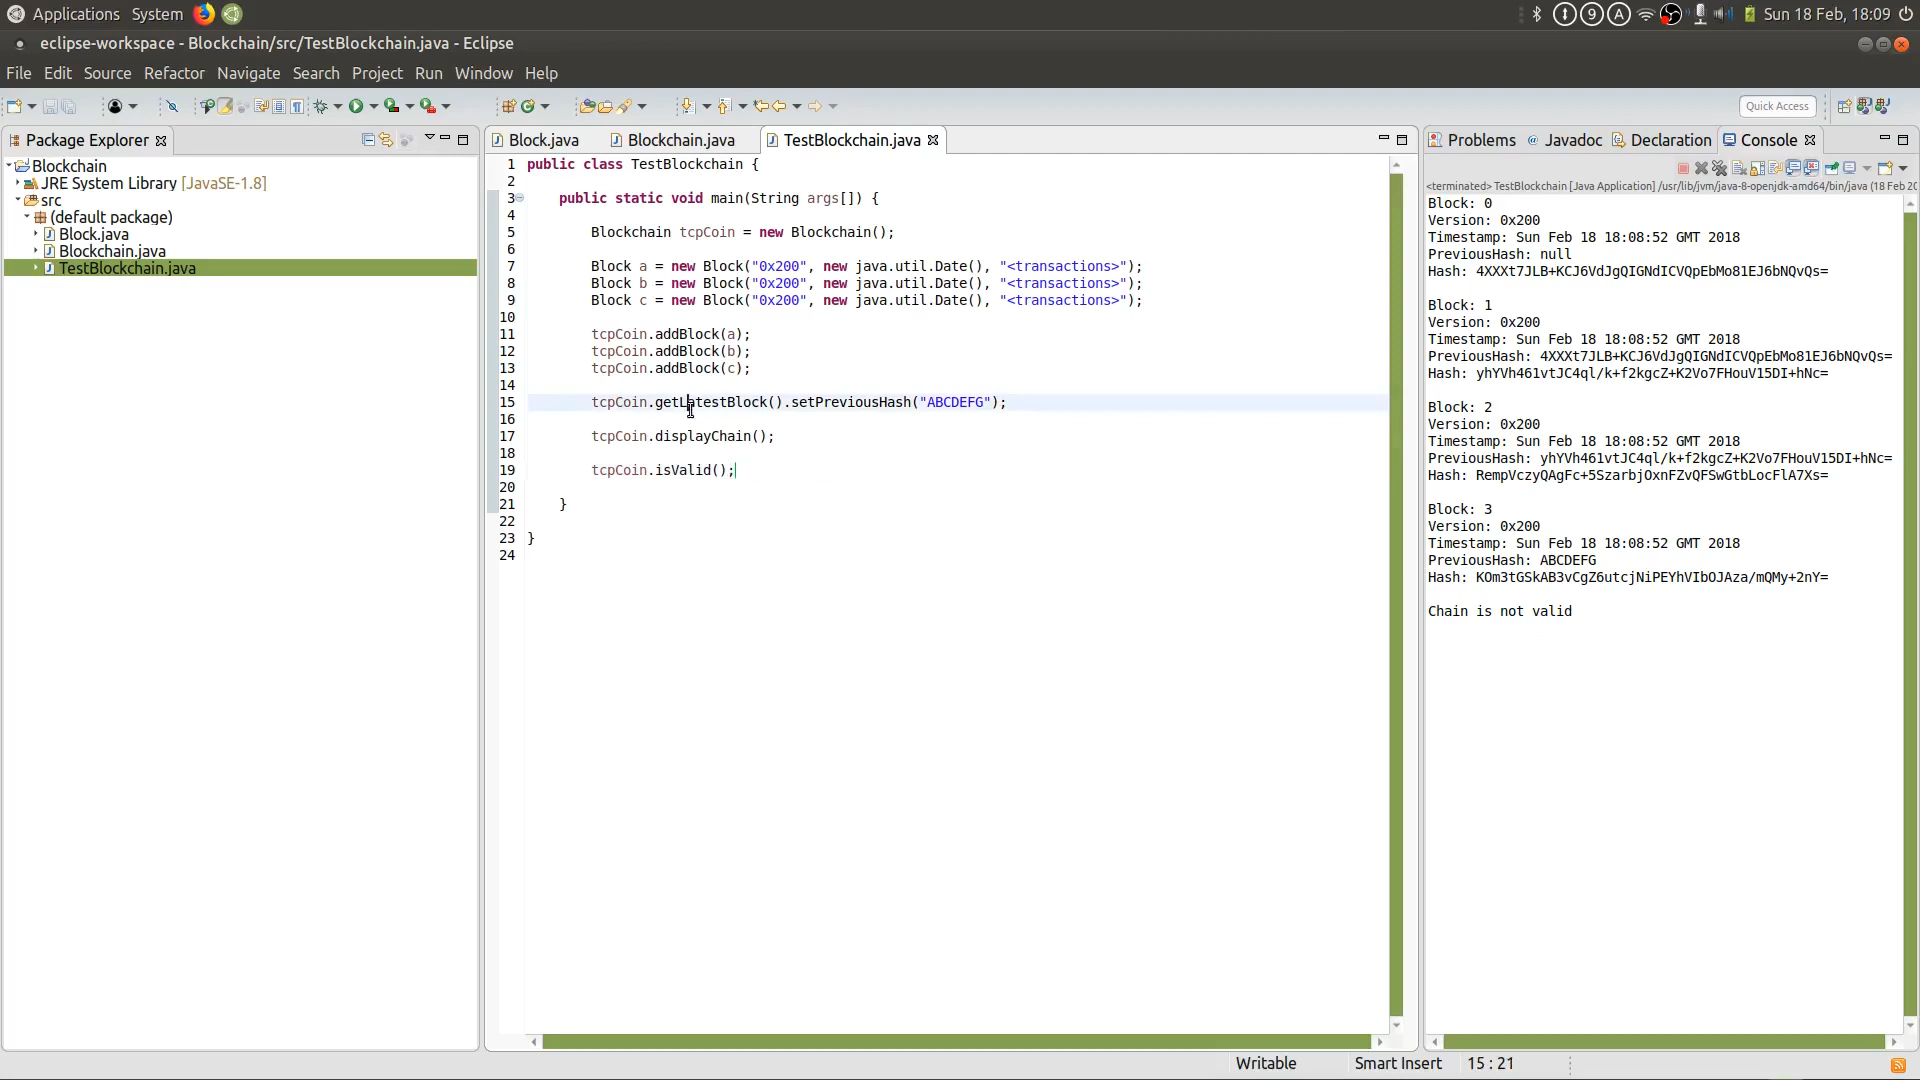 Applications System
Sun 18 Feb, 18:09
eclipse-workspace - Blockchain/src/TestBlockchain.java - Eclipse
File Edit Source Refactor Navigate Search Project Run Window Help
Quick Access
Package Explorer
Blockchain
JRE System Library [JavaSE-1.8]
src
(default package)
Block.java
Blockchain.java
TestBlockchain.java
Block.java Blockchain.java TestBlockchain.java
1 public class TestBlockchain {
2
3 public static void main(String args[]) {
4
5 Blockchain tcpCoin = new Blockchain();
6
7 Block a = new Block("0x200", new java.util.Date(), "<transactions>");
8 Block b = new Block("0x200", new java.util.Date(), "<transactions>");
9 Block c = new Block("0x200", new java.util.Date(), "<transactions>");
10
11 tcpCoin.addBlock(a);
12 tcpCoin.addBlock(b);
13 tcpCoin.addBlock(c);
14
15 tcpCoin.getLatestBlock().setPreviousHash("ABCDEFG");
16
17 tcpCoin.displayChain();
18
19 tcpCoin.isValid();
20
21 }
22
23 }
24
Problems @ Javadoc Declaration Console
<terminated> TestBlockchain [Java Application] /usr/lib/jvm/java-8-openjdk-amd64/bin/java (18 Feb 20
Block: 0
Version: 0x200
Timestamp: Sun Feb 18 18:08:52 GMT 2018
PreviousHash: null
Hash: 4XXXt7JLB+KCJ6VdJgQIGNdICVQpEbMo81EJ6bNQvQs=
Block: 1
Version: 0x200
Timestamp: Sun Feb 18 18:08:52 GMT 2018
PreviousHash: 4XXXt7JLB+KCJ6VdJgQIGNdICVQpEbMo81EJ6bNQvQs=
Hash: yhYVh461vtJC4ql/k+f2kgcZ+K2Vo7FHouV15DI+hNc=
Block: 2
Version: 0x200
Timestamp: Sun Feb 18 18:08:52 GMT 2018
PreviousHash: yhYVh461vtJC4ql/k+f2kgcZ+K2Vo7FHouV15DI+hNc=
Hash: RempVczyQAgFc+5SzarbjOxnFZvQFSwGtbLocFlA7Xs=
Block: 3
Version: 0x200
Timestamp: Sun Feb 18 18:08:52 GMT 2018
PreviousHash: ABCDEFG
Hash: KOm3tGSkAB3vCgZ6utcjNiPEYhVIbOJAza/mQMy+2nY=
Chain is not valid
Writable Smart Insert 15 : 21